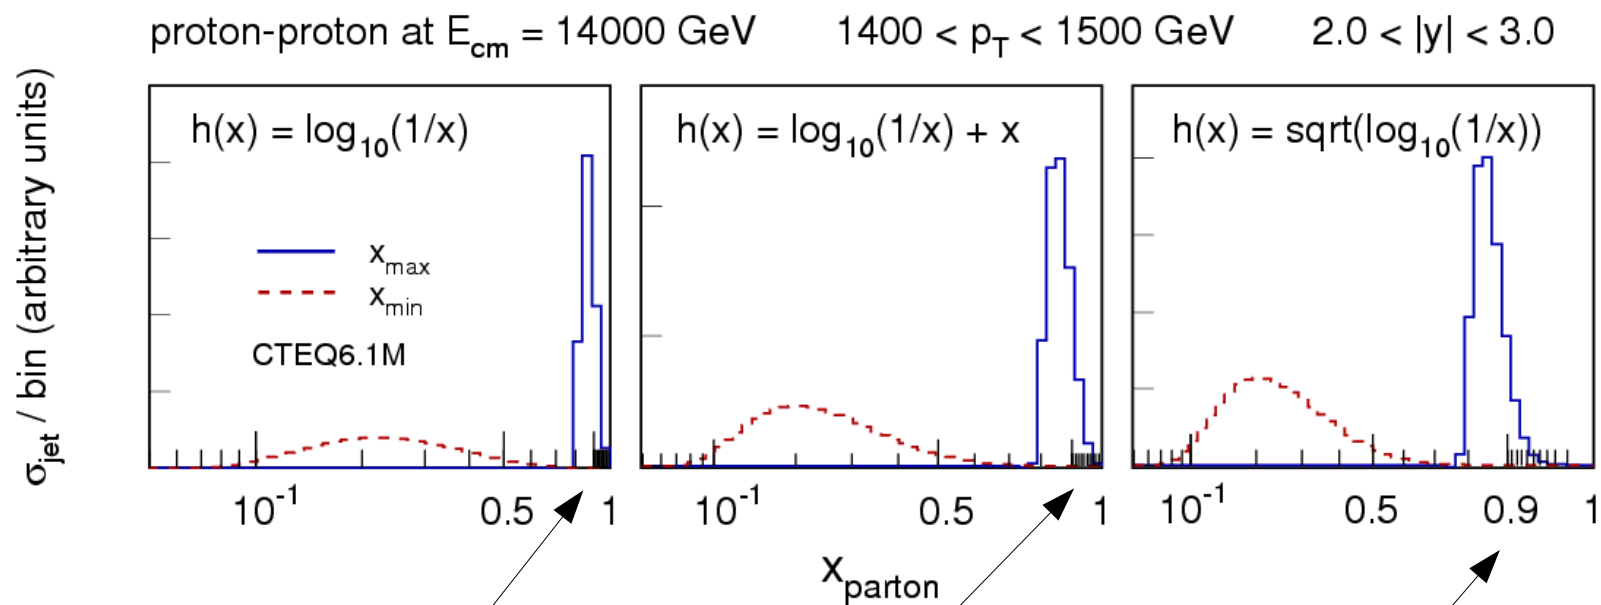 proton-proton at E_cm = 14000 GeV 1400 < p_T < 1500 GeV 2.0 < |y| < 3.0
σ_jet / bin (arbitrary units)
h(x) = log_10(1/x)
x_max
x_min
CTEQ6.1M
10^-1 0.5 1
h(x) = log_10(1/x) + x
10^-1 0.5 1
h(x) = sqrt(log_10(1/x))
10^-1 0.5 0.9 1
x_parton